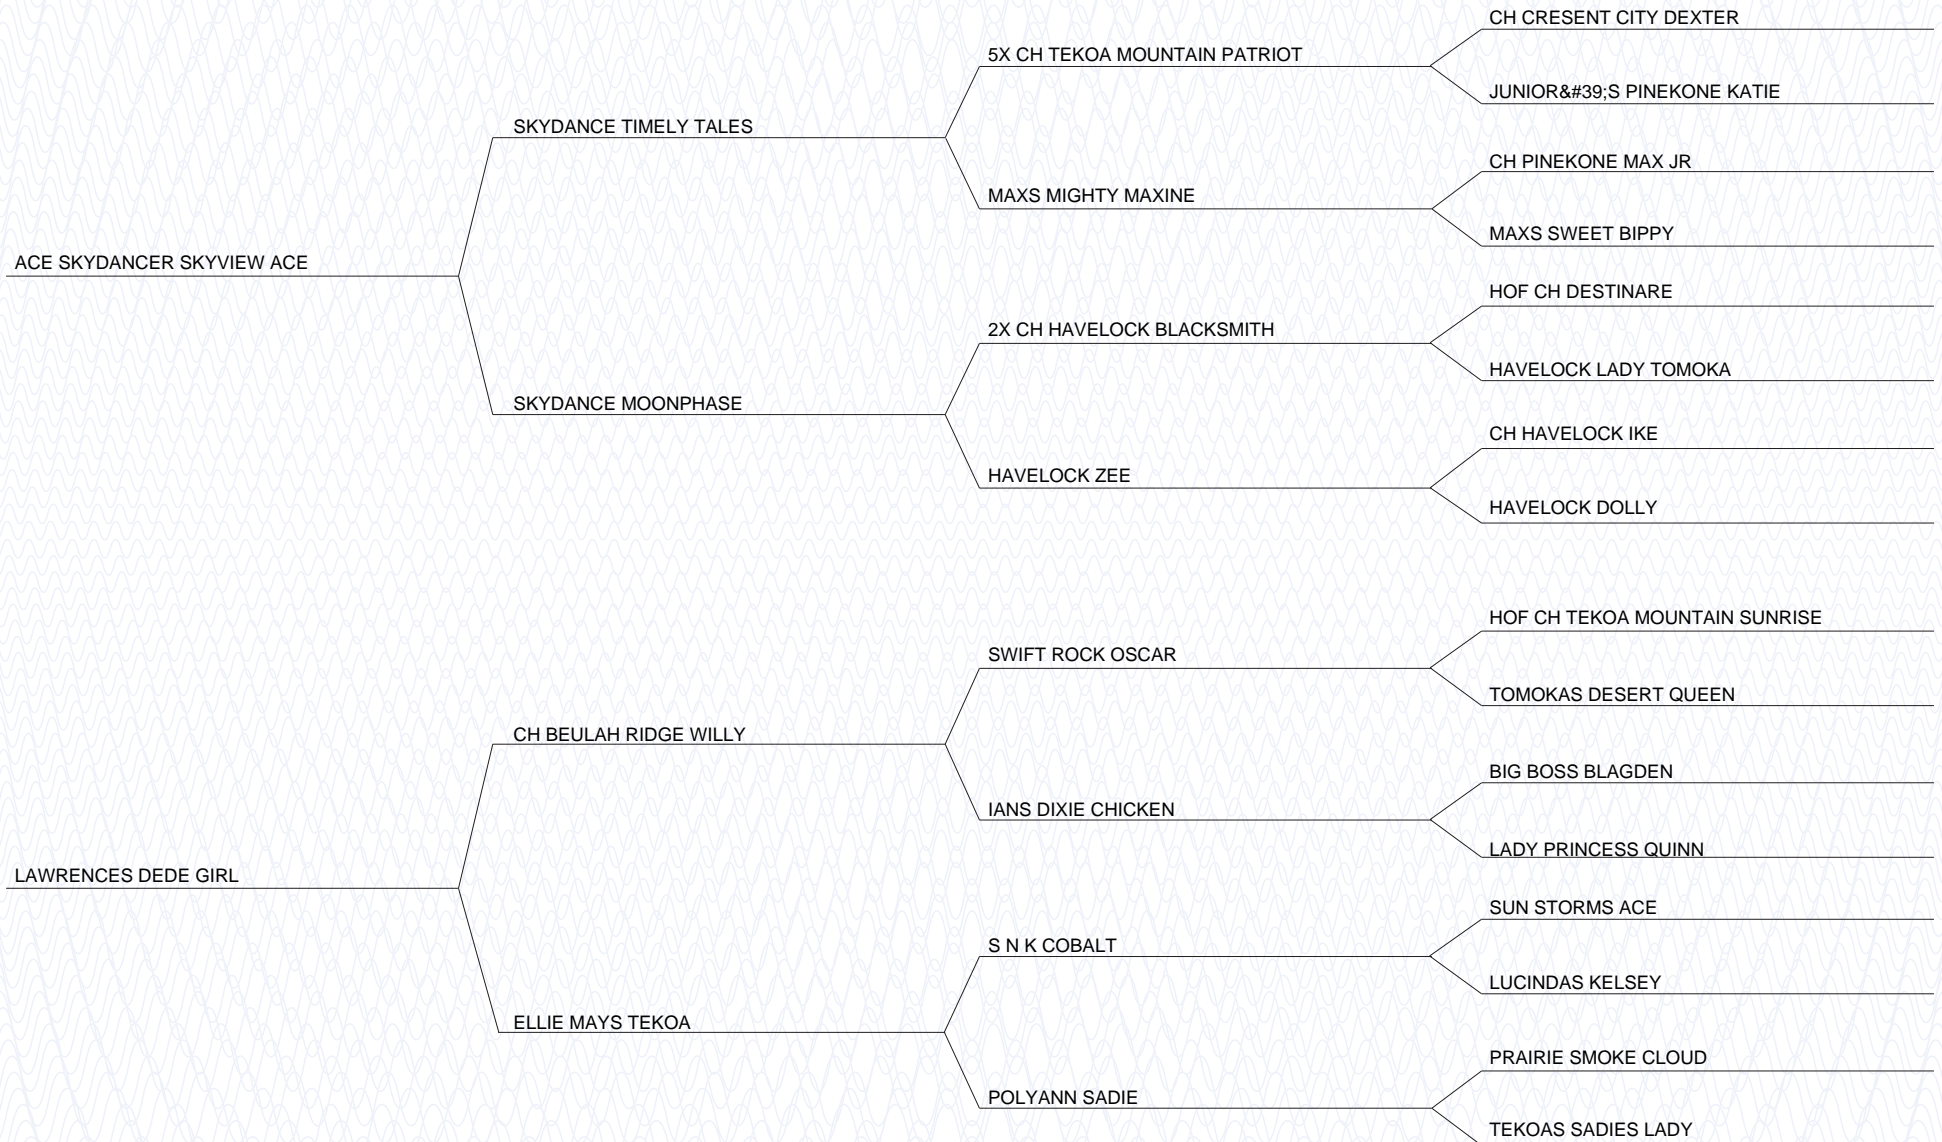 CH CRESENT CITY DEXTER
5X CH TEKOA MOUNTAIN PATRIOT
JUNIOR&#39;S PINEKONE KATIE
SKYDANCE TIMELY TALES
CH PINEKONE MAX JR
MAXS MIGHTY MAXINE
MAXS SWEET BIPPY
ACE SKYDANCER SKYVIEW ACE
HOF CH DESTINARE
2X CH HAVELOCK BLACKSMITH
HAVELOCK LADY TOMOKA
SKYDANCE MOONPHASE
CH HAVELOCK IKE
HAVELOCK ZEE
HAVELOCK DOLLY
HOF CH TEKOA MOUNTAIN SUNRISE
SWIFT ROCK OSCAR
TOMOKAS DESERT QUEEN
CH BEULAH RIDGE WILLY
BIG BOSS BLAGDEN
IANS DIXIE CHICKEN
LADY PRINCESS QUINN
LAWRENCES DEDE GIRL
SUN STORMS ACE
S N K COBALT
LUCINDAS KELSEY
ELLIE MAYS TEKOA
PRAIRIE SMOKE CLOUD
POLYANN SADIE
TEKOAS SADIES LADY